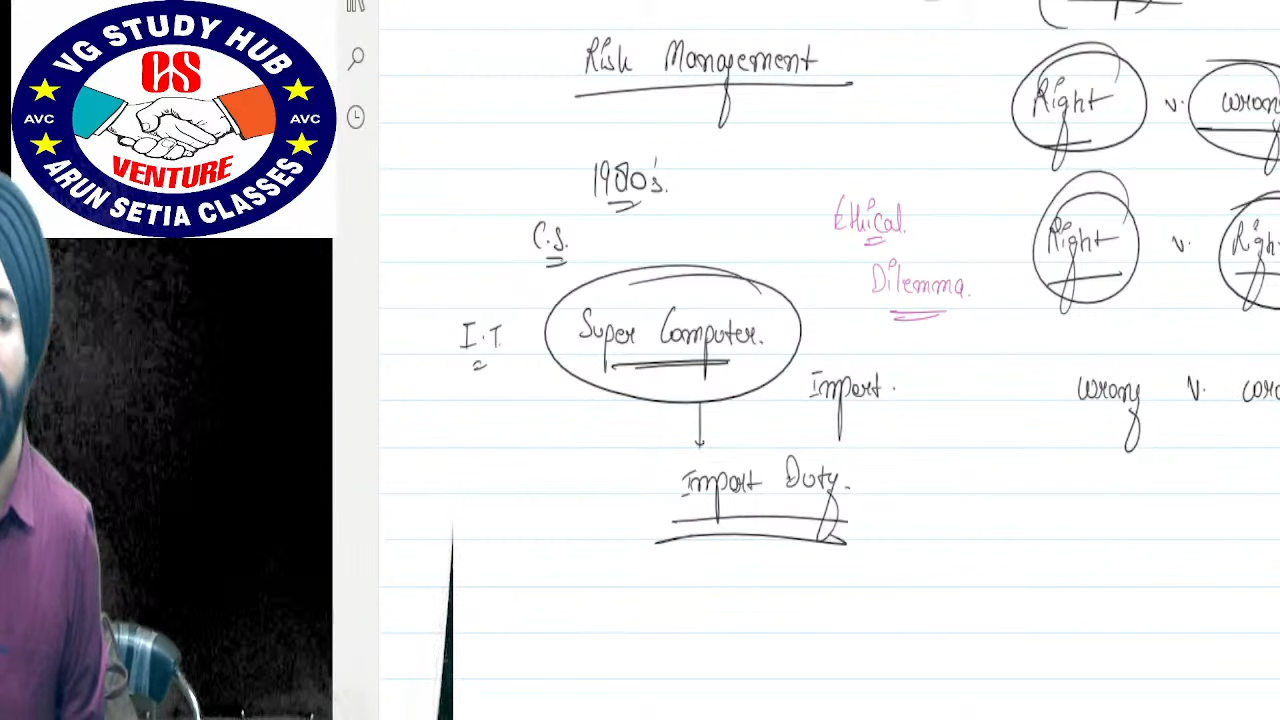 VG STUDY HUB
CS
AVC
AVC
VENTURE
ARUN SETIA CLASSES
Risk Management
1980's.
C.S.
I.T.
Super Computer.
Import.
Import Duty.
Ethical
Dilemma.
Right v. wrong
Right v.
wrong v.